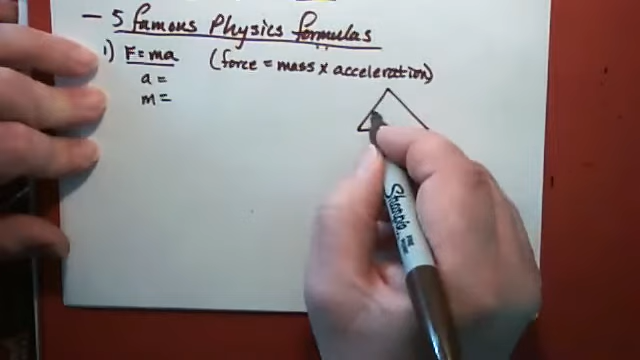 – 5 famous Physics formulas
1) F=ma (force = mass x acceleration)
a =
m =
Sharpie